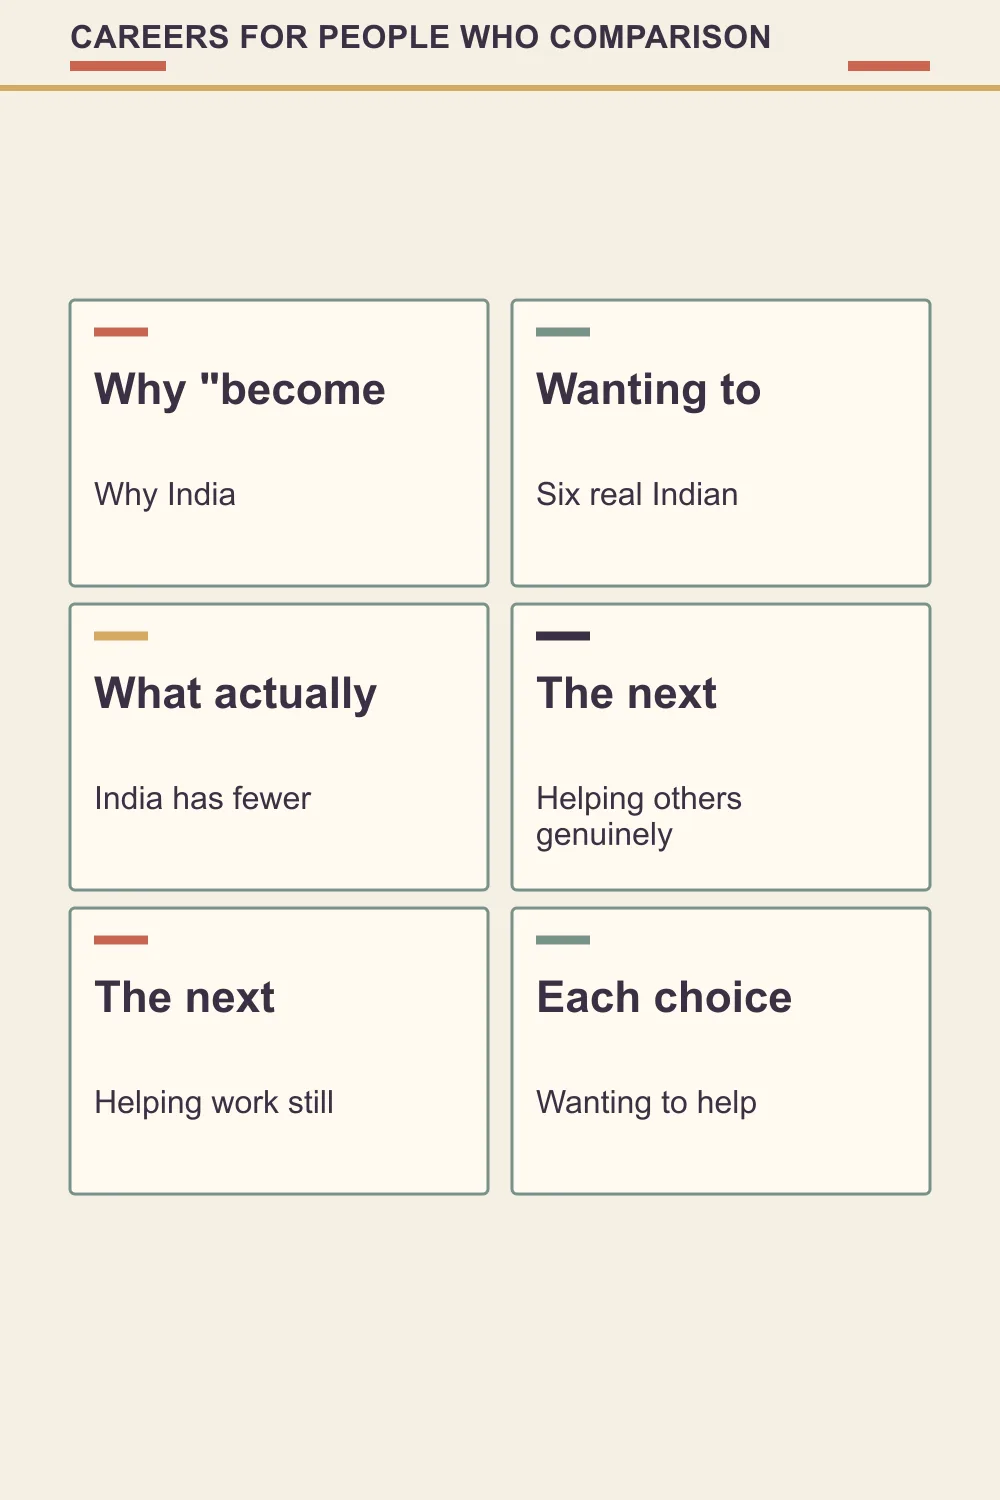 CAREERS FOR PEOPLE WHO COMPARISON
Why "become
Why India
Wanting to
Six real Indian
What actually
India has fewer
The next
Helping others
genuinely
The next
Helping work still
Each choice
Wanting to help